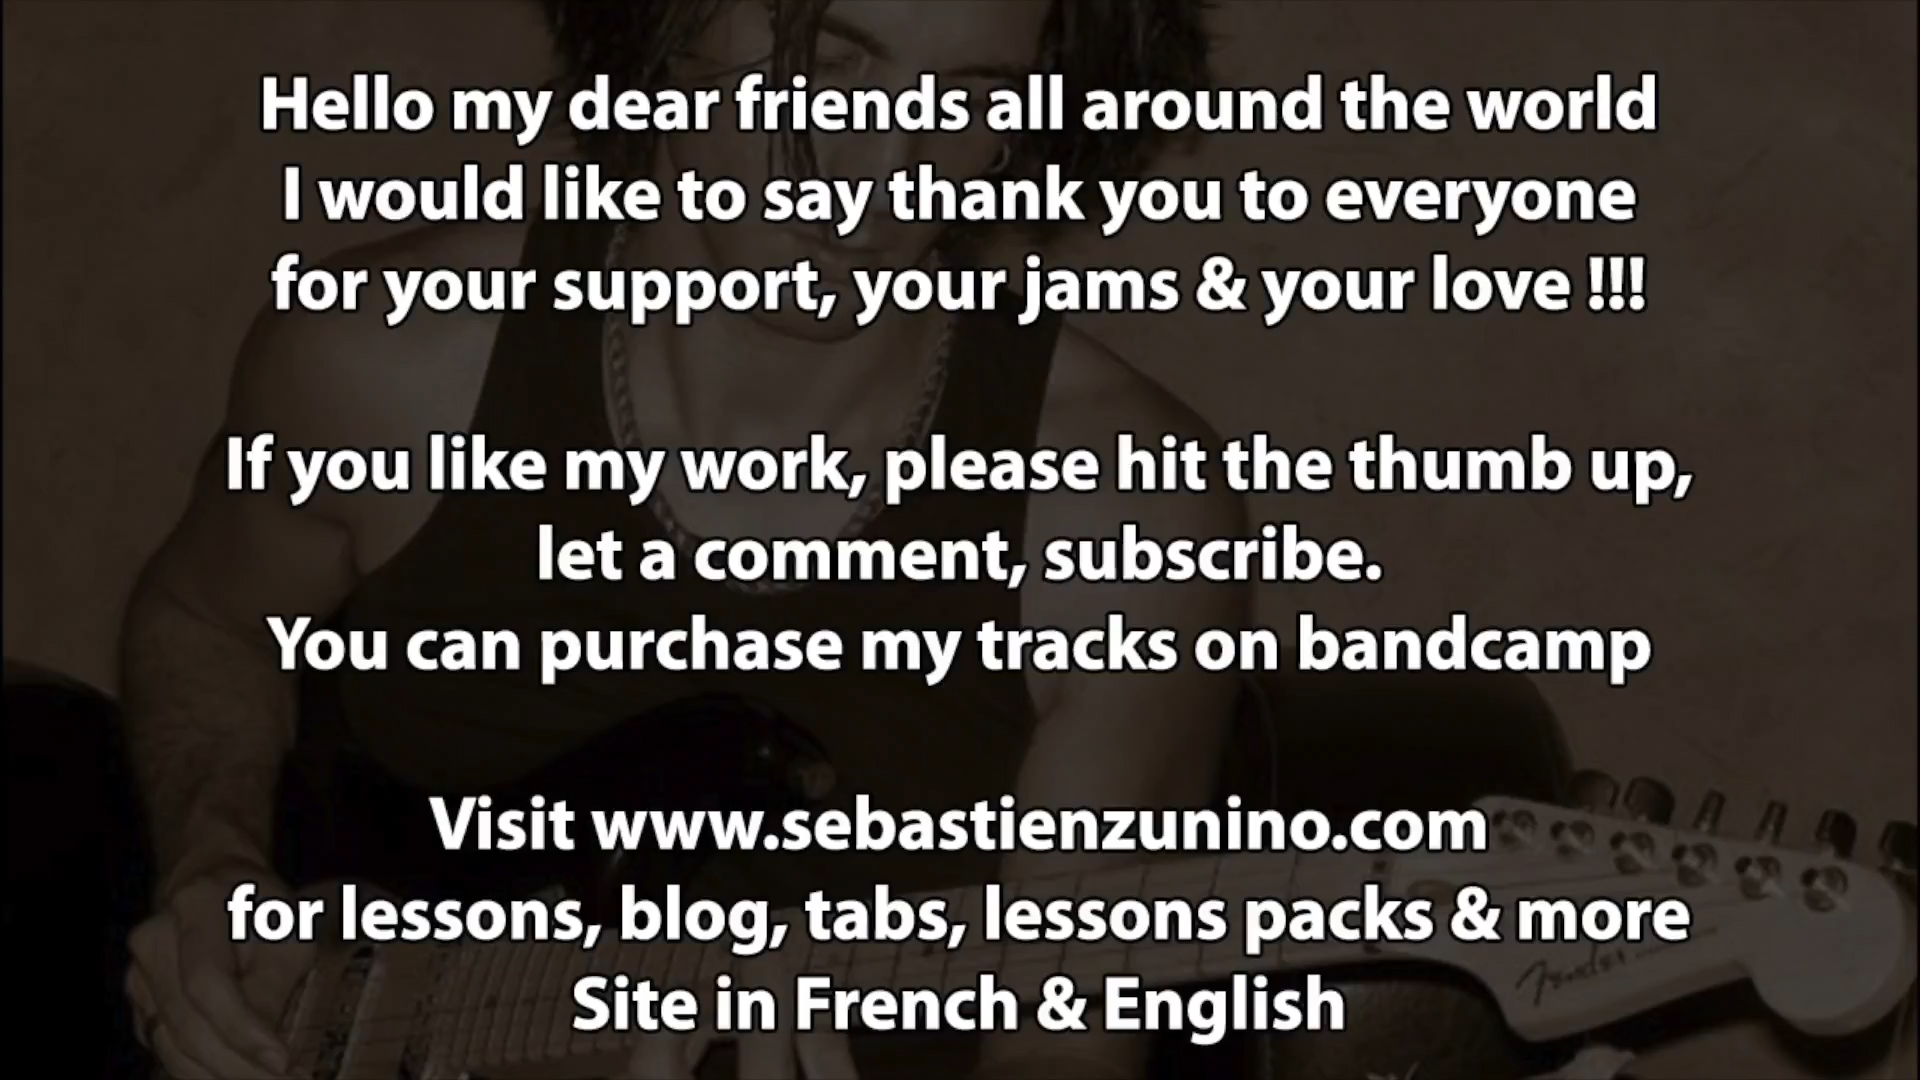 Hello my dear friends all around the world
I would like to say thank you to everyone
for your support, your jams & your love !!!
If you like my work, please hit the thumb up,
let a comment, subscribe.
You can purchase my tracks on bandcamp
Visit www.sebastienzunino.com
for lessons, blog, tabs, lessons packs & more
Site in French & English
Fender